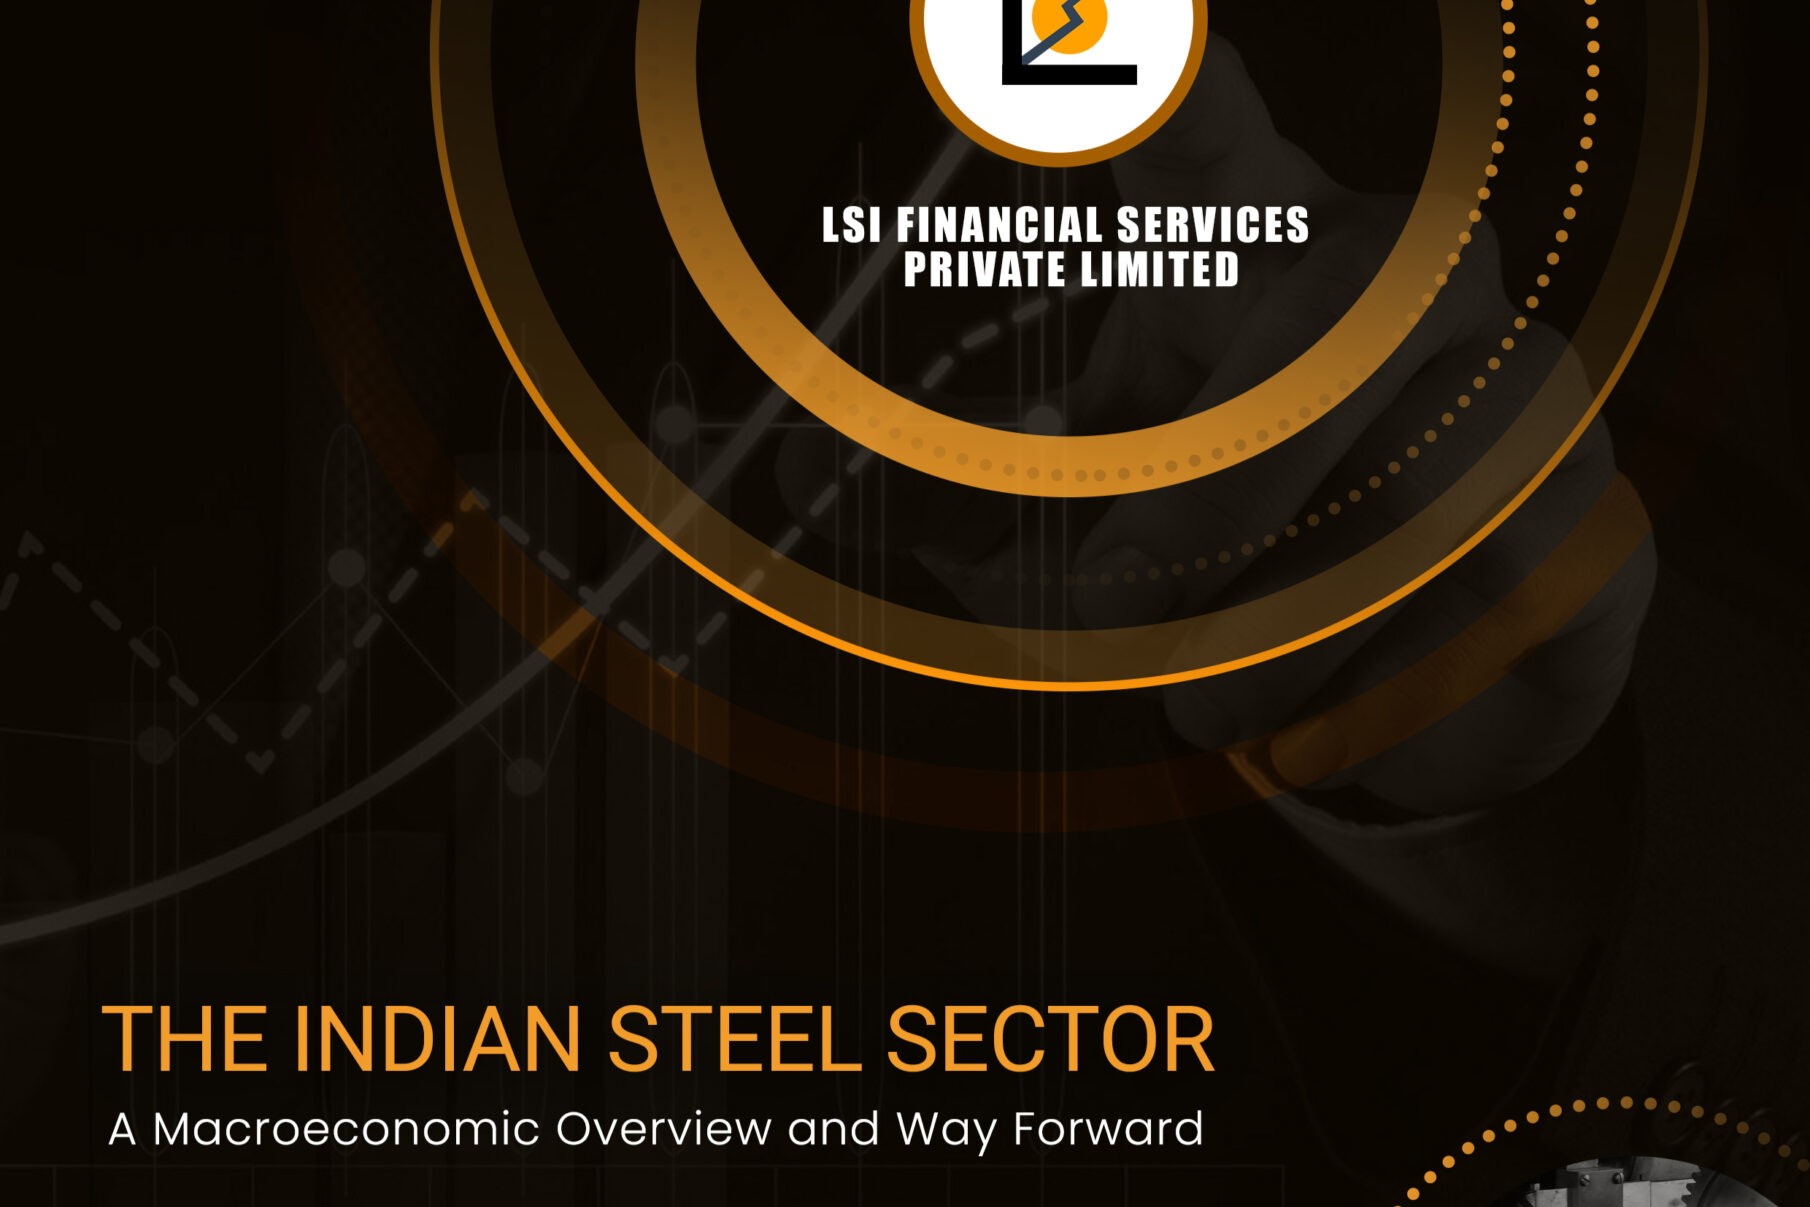 LSI FINANCIAL SERVICES
PRIVATE LIMITED
THE INDIAN STEEL SECTOR
A Macroeconomic Overview and Way Forward